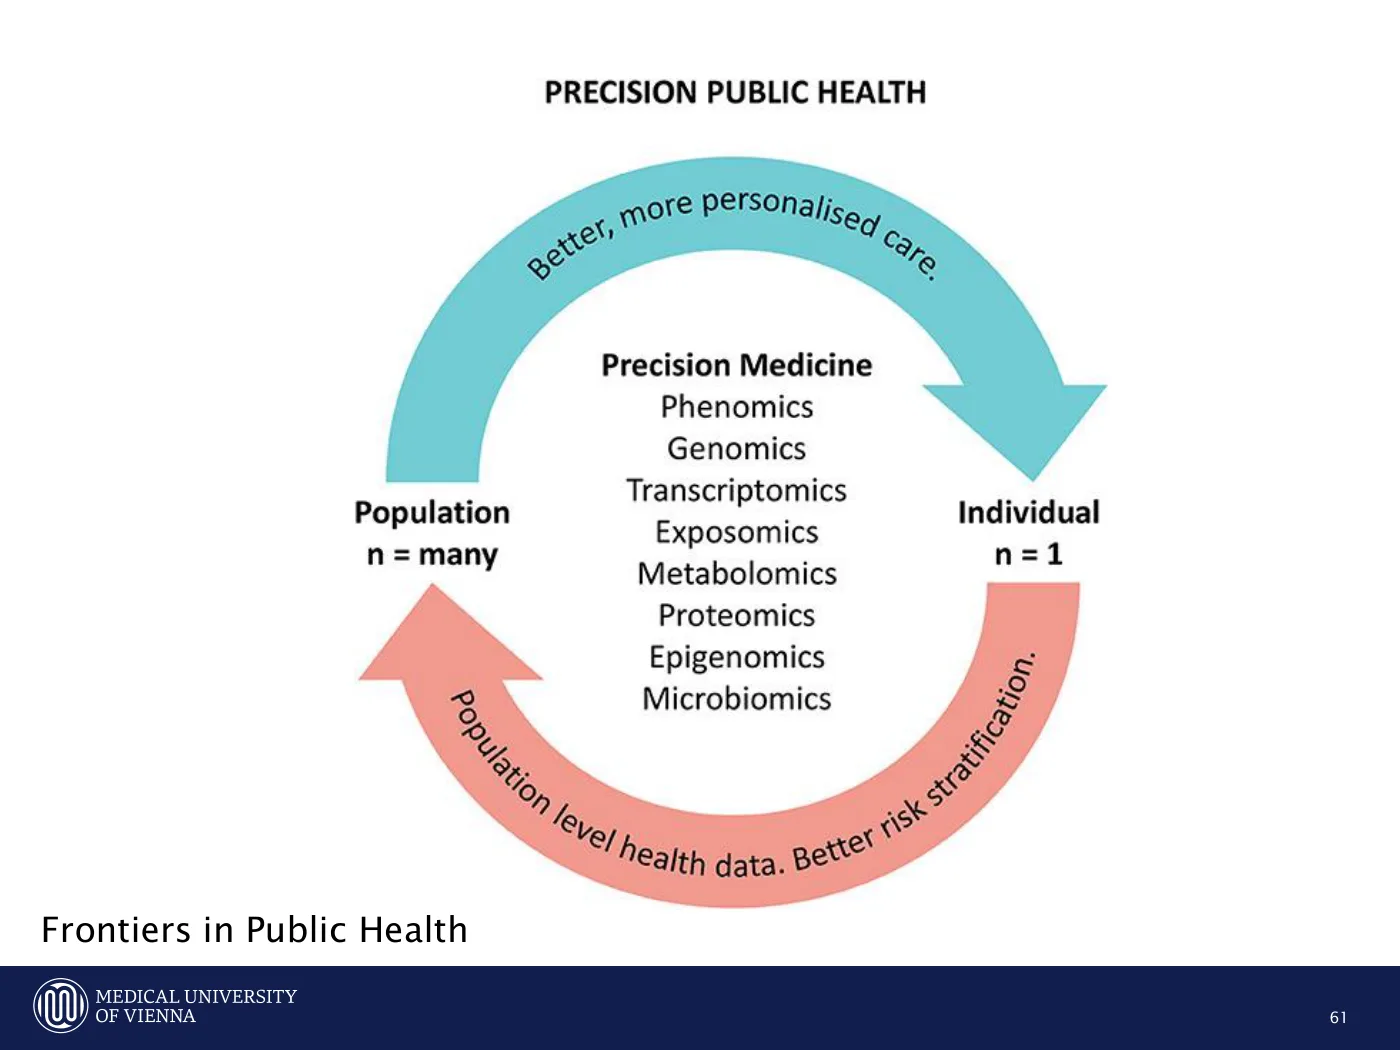 PRECISION PUBLIC HEALTH
Better, more personalised care.
Precision Medicine
Phenomics
Genomics
Transcriptomics
Exposomics
Metabolomics
Proteomics
Epigenomics
Microbiomics
Population
n = many
Individual
n = 1
Population level health data. Better risk stratification.
Frontiers in Public Health
MEDICAL UNIVERSITY
OF VIENNA
61